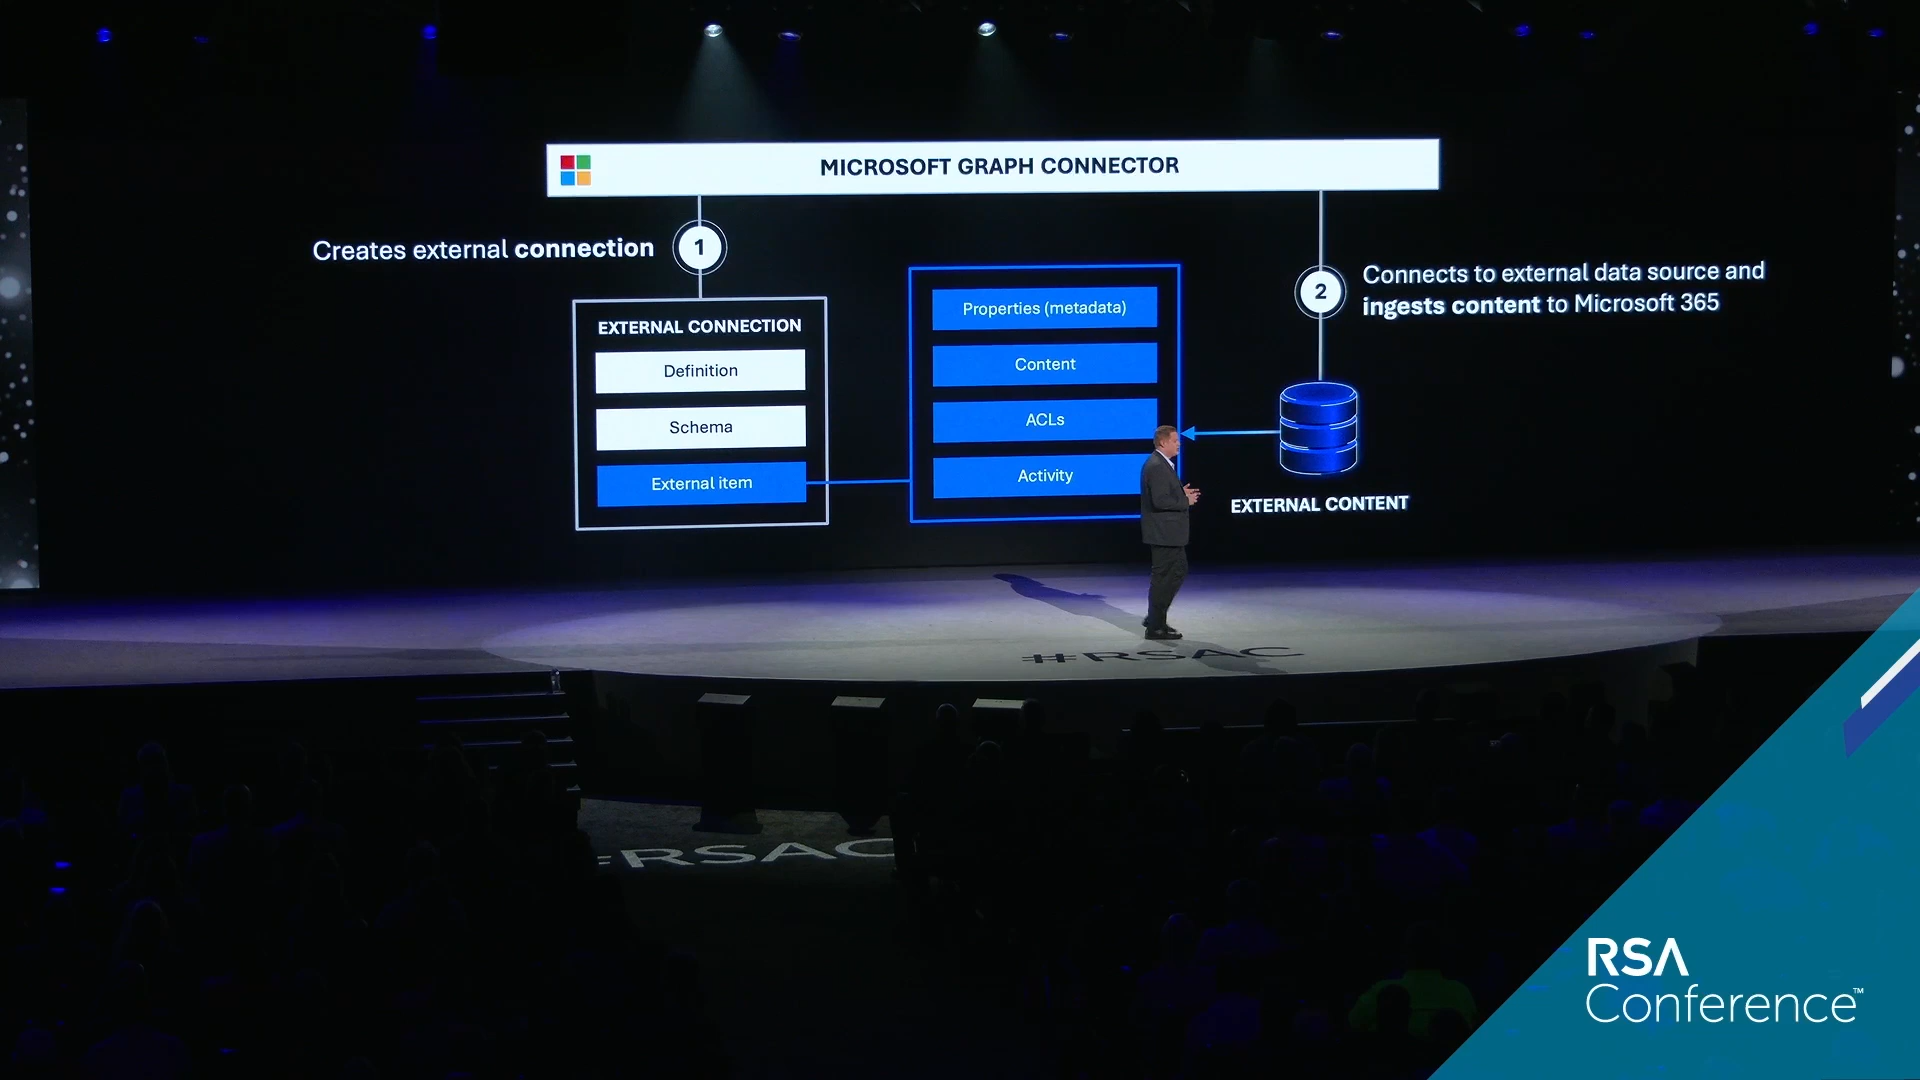 MICROSOFT GRAPH CONNECTOR
Creates external connection
1
EXTERNAL CONNECTION
Definition
Schema
External item
Properties (metadata)
Content
ACLs
Activity
2
Connects to external data source and
ingests content to Microsoft 365
EXTERNAL CONTENT
#RSAC
#RSAC
RSA
Conference™